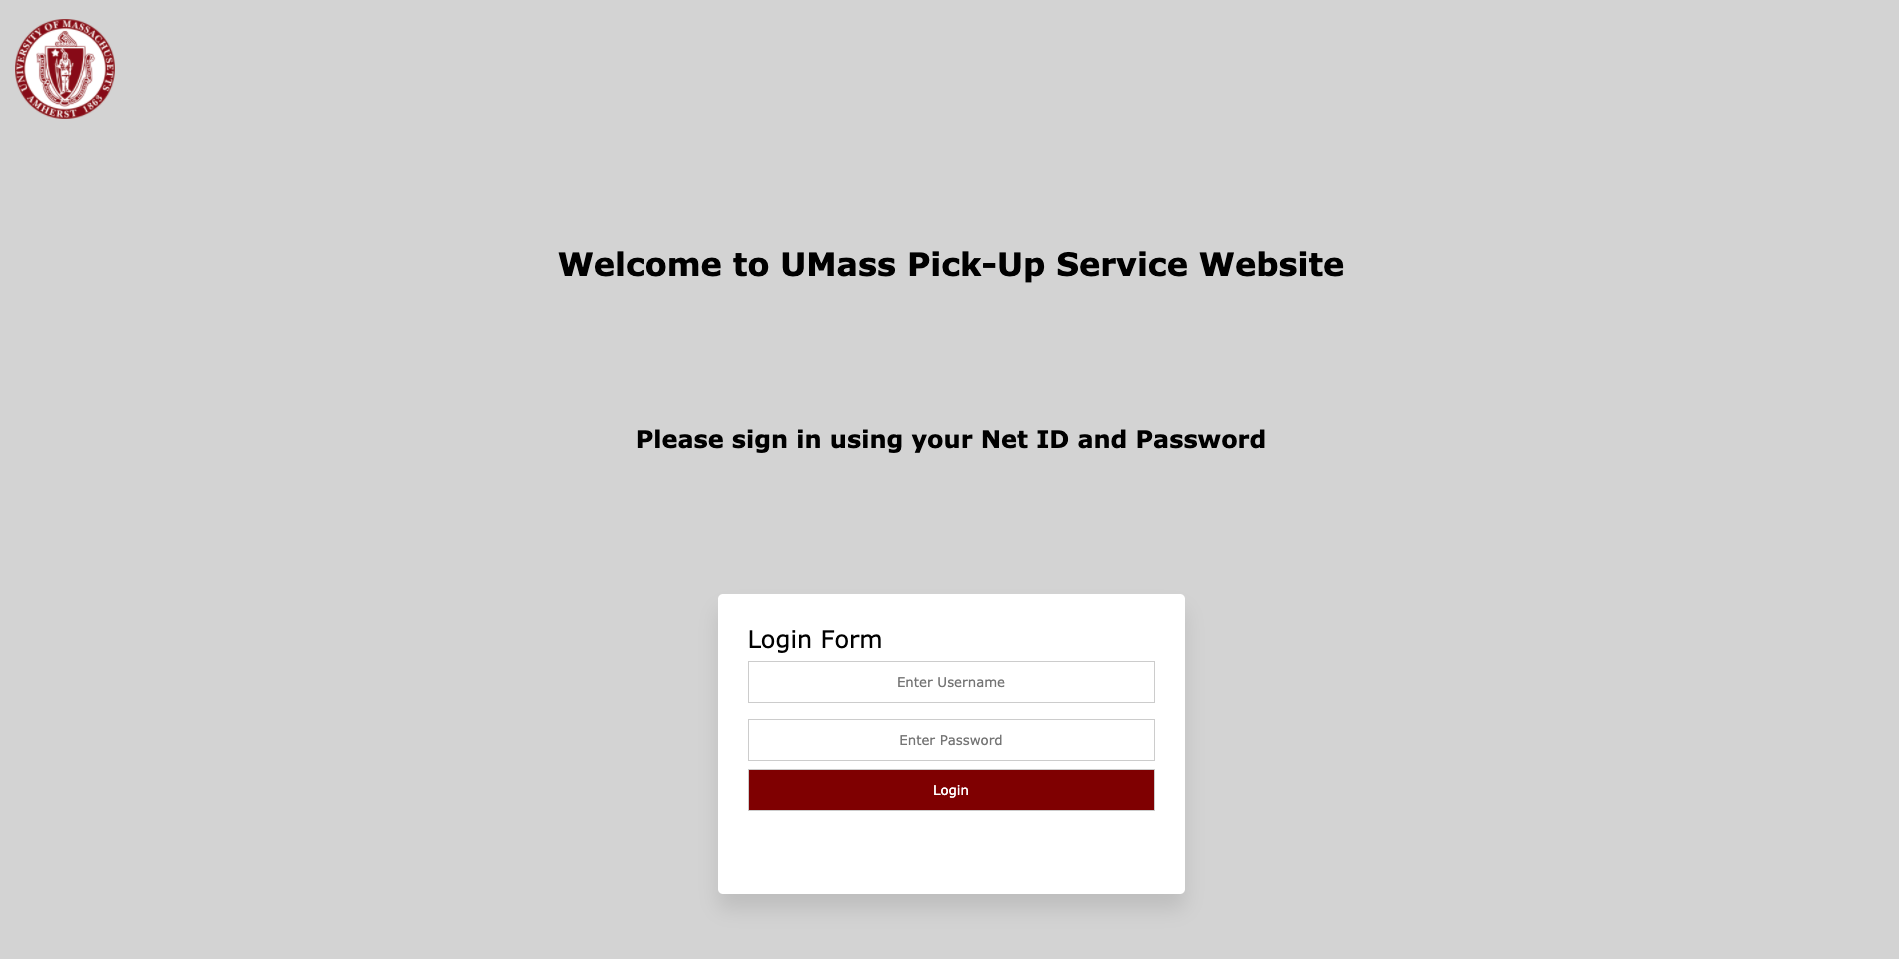 UNIVERSITY OF MASSACHUSETTS
AMHERST 1863
Welcome to UMass Pick-Up Service Website
Please sign in using your Net ID and Password
Login Form
Enter Username
Enter Password
Login